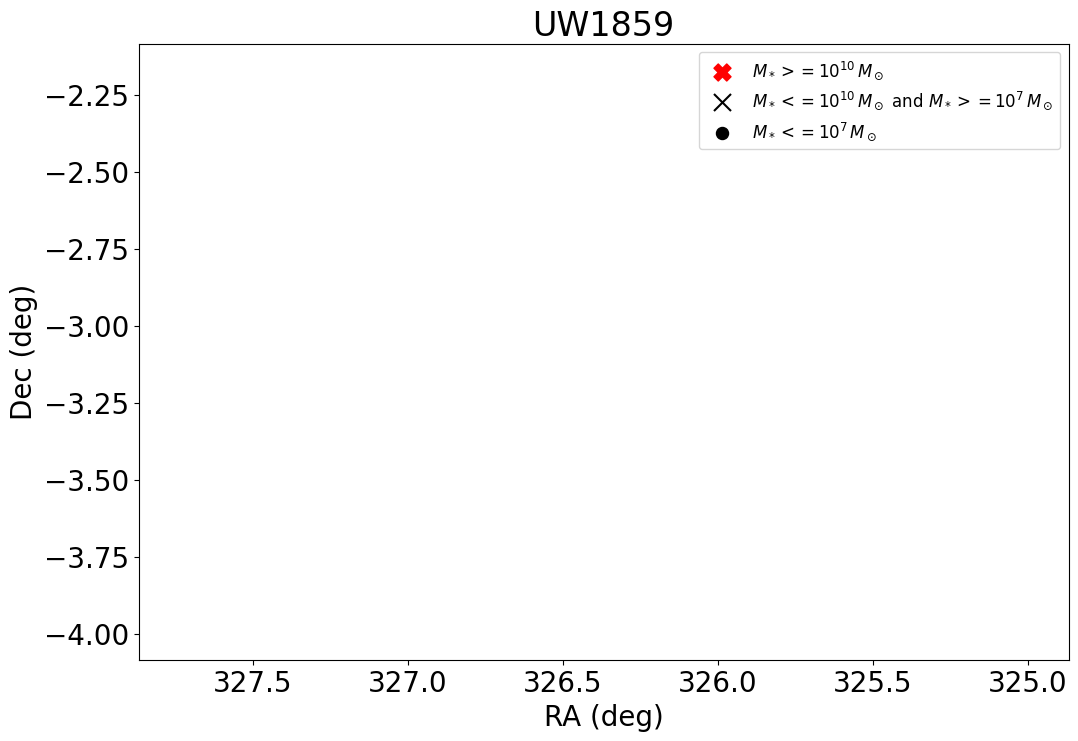 UW1859
M_* >= 10^10 M_⊙
M_* <= 10^10 M_⊙ and M_* >= 10^7 M_⊙
M_* <= 10^7 M_⊙
Dec (deg)
−2.25
−2.50
−2.75
−3.00
−3.25
−3.50
−3.75
−4.00
327.5 327.0 326.5 326.0 325.5 325.0
RA (deg)